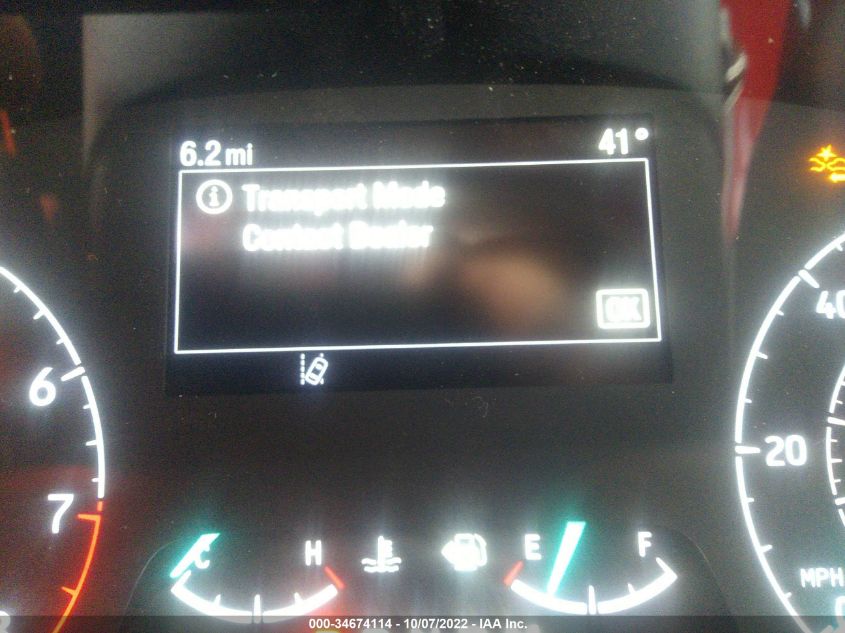 6.2 mi 41°
Transport Mode
Contact Dealer
OK
6
7
40
20
MPH
C H E F
000-34674114 - 10/07/2022 - IAA Inc.